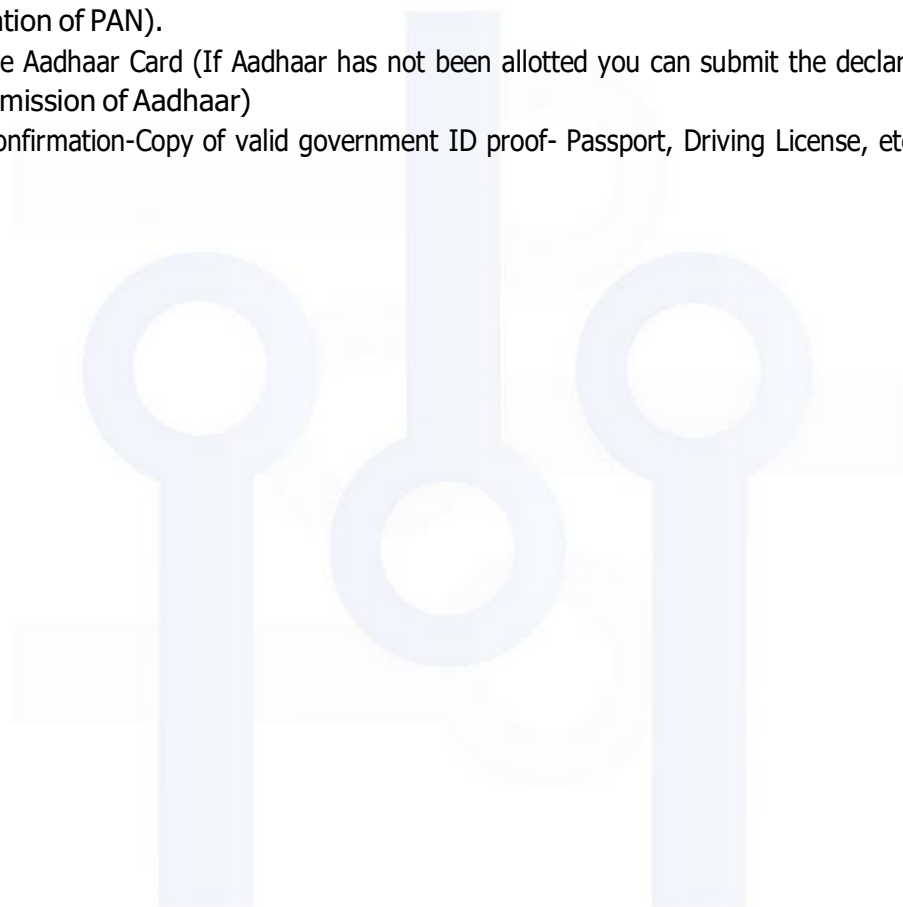 ation of PAN).
e Aadhaar Card (If Aadhaar has not been allotted you can submit the declar
mission of Aadhaar)
onfirmation-Copy of valid government ID proof- Passport, Driving License, etc